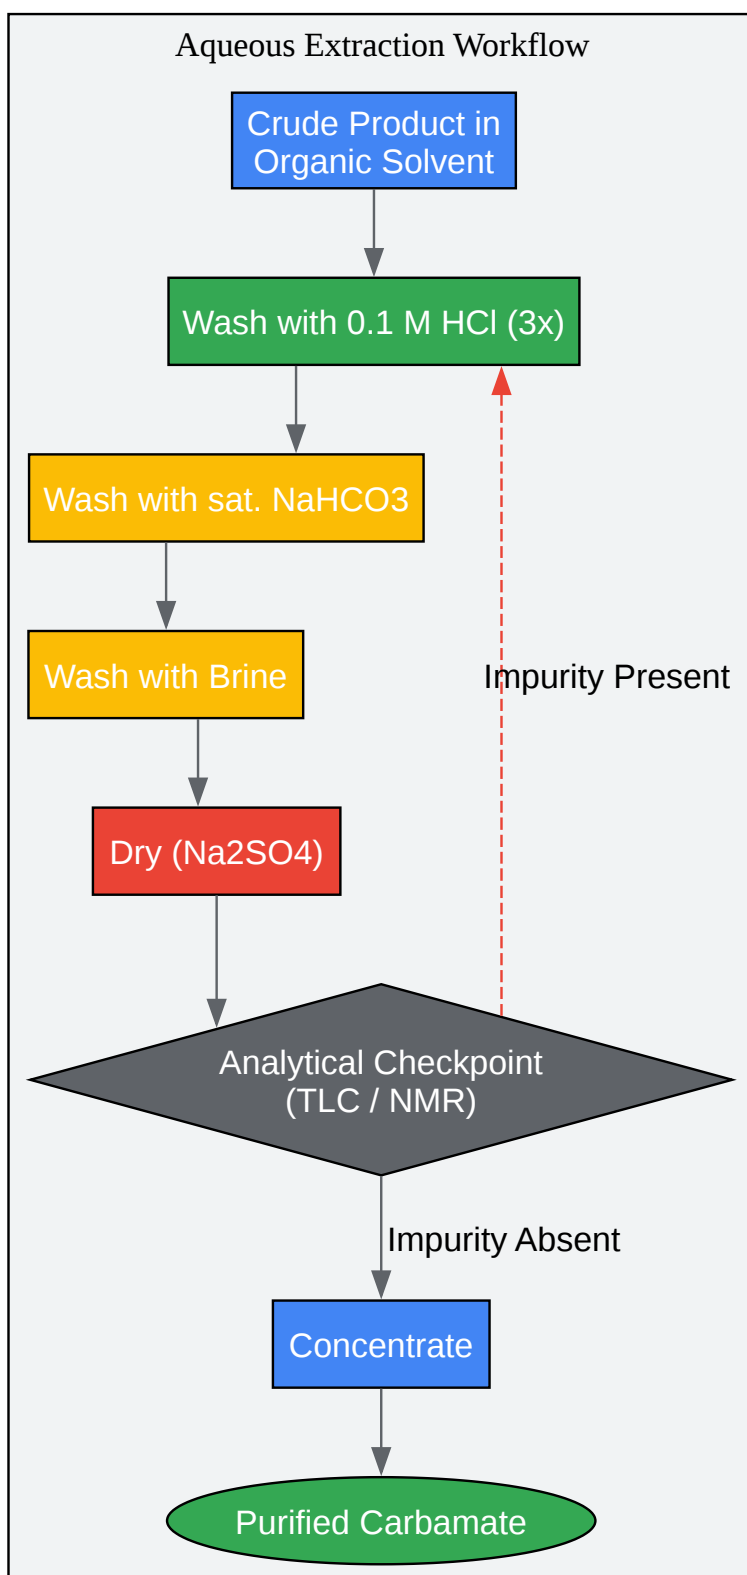 Aqueous Extraction Workflow
Crude Product in
Organic Solvent
Wash with 0.1 M HCl (3x)
Wash with sat. NaHCO3
Wash with Brine
Impurity Present
Dry (Na2SO4)
Analytical Checkpoint
(TLC / NMR)
Impurity Absent
Concentrate
Purified Carbamate